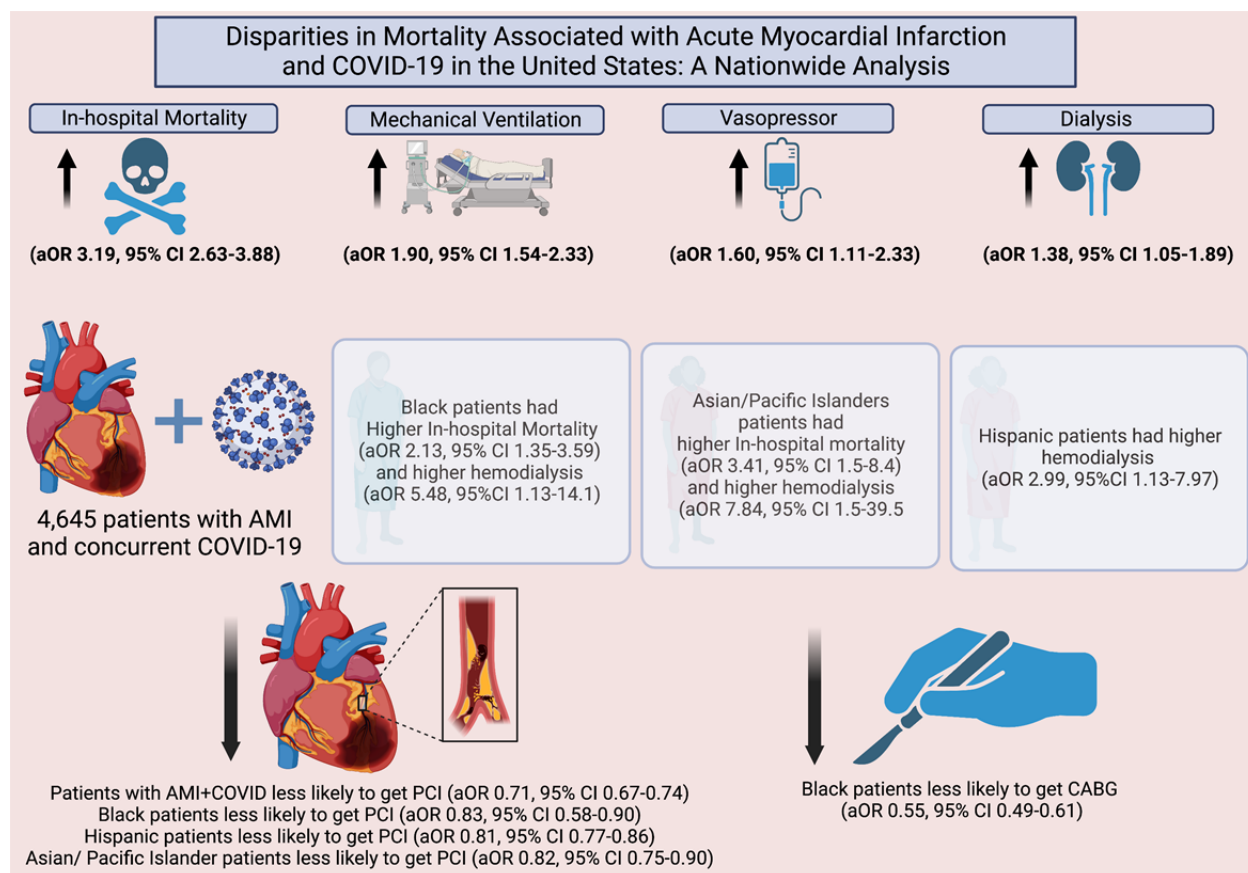 Disparities in Mortality Associated with Acute Myocardial Infarction
and COVID-19 in the United States: A Nationwide Analysis
In-hospital Mortality
(aOR 3.19, 95% CI 2.63-3.88)
Mechanical Ventilation
(aOR 1.90, 95% CI 1.54-2.33)
Vasopressor
(aOR 1.60, 95% CI 1.11-2.33)
Dialysis
(aOR 1.38, 95% CI 1.05-1.89)
4,645 patients with AMI
and concurrent COVID-19
Black patients had
Higher In-hospital Mortality
(aOR 2.13, 95% CI 1.35-3.59)
and higher hemodialysis
(aOR 5.48, 95%CI 1.13-14.1)
Asian/Pacific Islanders
patients had
higher In-hospital mortality
(aOR 3.41, 95% CI 1.5-8.4)
and higher hemodialysis
(aOR 7.84, 95% CI 1.5-39.5
Hispanic patients had higher
hemodialysis
(aOR 2.99, 95%CI 1.13-7.97)
Patients with AMI+COVID less likely to get PCI (aOR 0.71, 95% CI 0.67-0.74)
Black patients less likely to get PCI (aOR 0.83, 95% CI 0.58-0.90)
Hispanic patients less likely to get PCI (aOR 0.81, 95% CI 0.77-0.86)
Asian/ Pacific Islander patients less likely to get PCI (aOR 0.82, 95% CI 0.75-0.90)
Black patients less likely to get CABG
(aOR 0.55, 95% CI 0.49-0.61)